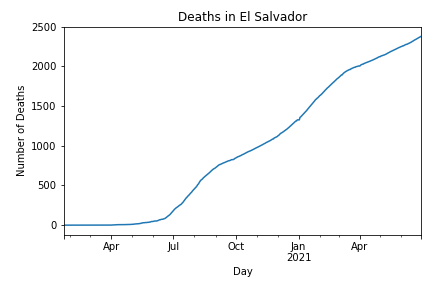 Deaths in El Salvador
2500
2000
1500
1000
500
0
Number of Deaths
Apr Jul Oct Jan Apr
2021
Day